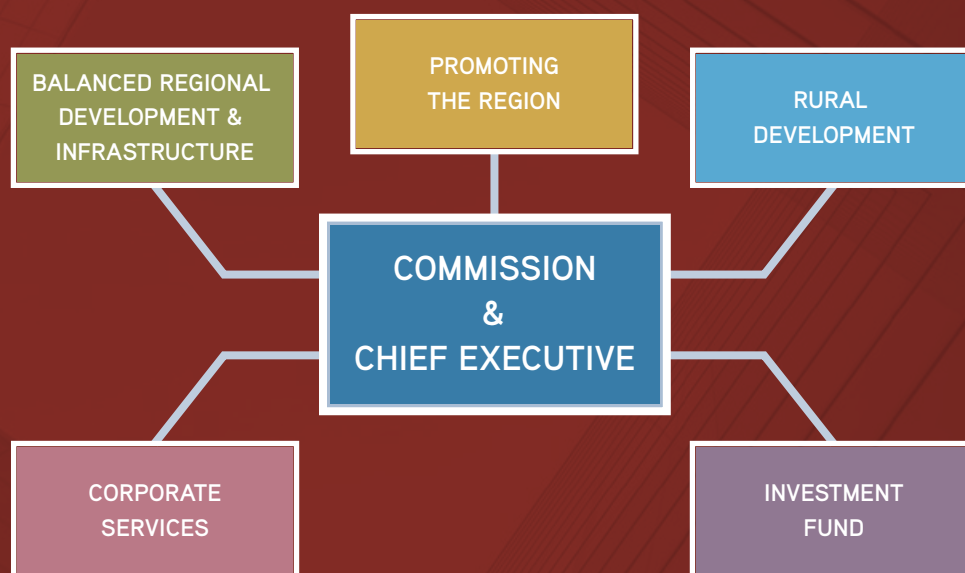 BALANCED REGIONAL
DEVELOPMENT &
INFRASTRUCTURE
PROMOTING
THE REGION
RURAL
DEVELOPMENT
COMMISSION
&
CHIEF EXECUTIVE
CORPORATE
SERVICES
INVESTMENT
FUND